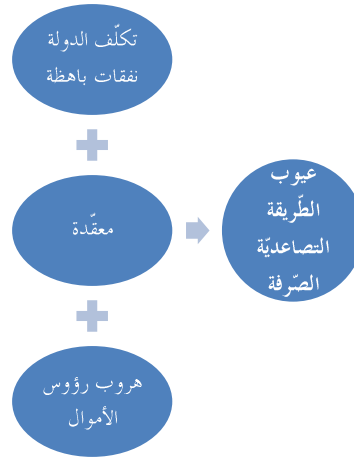 تكلّف الدولة
نفقات باهظة
معقّدة
هروب رؤوس
الأموال
عيوب
الطّريقة
التصاعديّة
الصّرفة